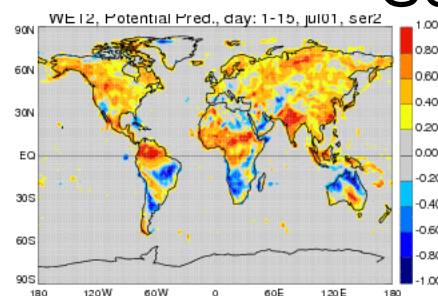 WET2, Potential Pred., day: 1-15, jul01, ser2
90N
60N
30N
EQ
30S
60S
90S
180
120W
60W
0
60E
120E
180
1.00
0.80
0.60
0.40
0.20
0.00
-0.20
-0.40
-0.60
-0.80
-1.00